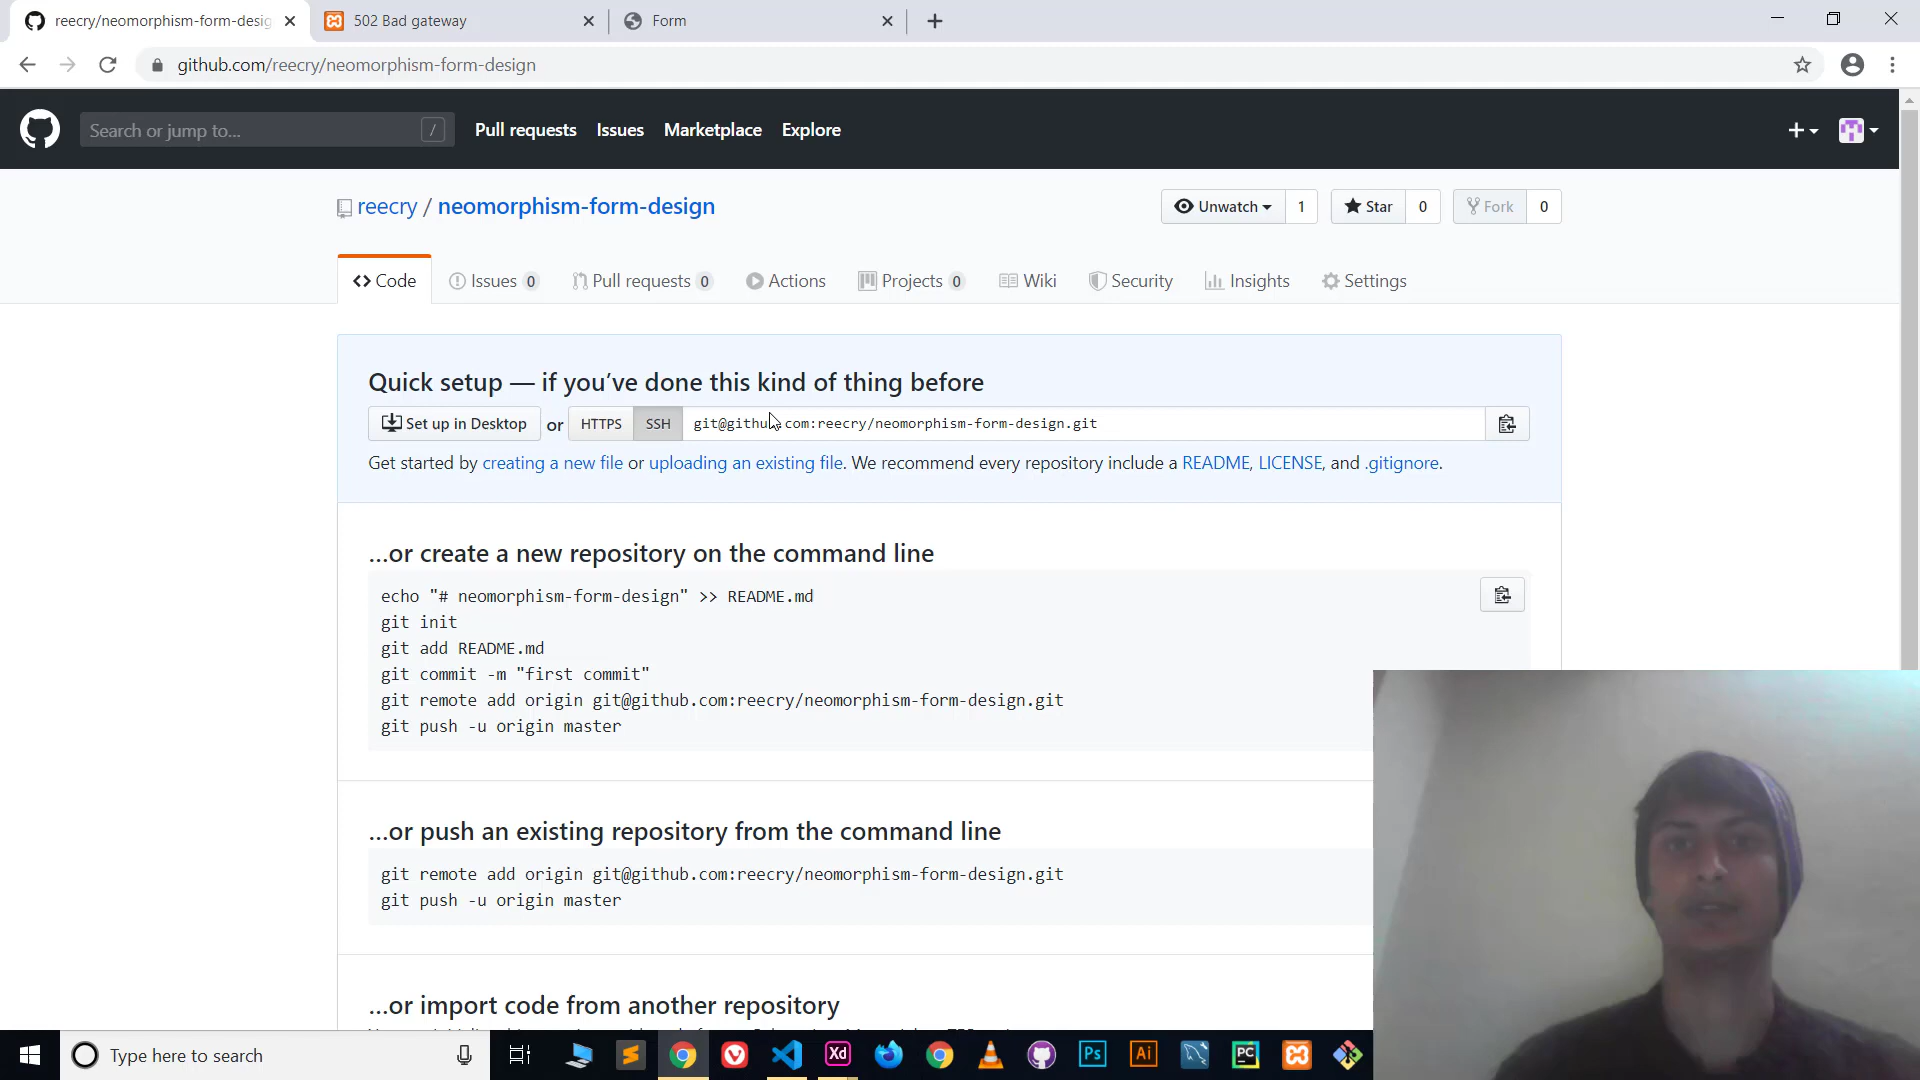 reecry/neomorphism-form-desig
502 Bad gateway
Form
github.com/reecry/neomorphism-form-design
Search or jump to...
/
Pull requests
Issues
Marketplace
Explore
reecry / neomorphism-form-design
Unwatch
1
Star
0
Fork
0
Code
Issues 0
Pull requests 0
Actions
Projects 0
Wiki
Security
Insights
Settings
Quick setup — if you’ve done this kind of thing before
Set up in Desktop
or
HTTPS
SSH
git@github.com:reecry/neomorphism-form-design.git
Get started by creating a new file or uploading an existing file. We recommend every repository include a README, LICENSE, and .gitignore.
…or create a new repository on the command line
echo "# neomorphism-form-design" >> README.md
git init
git add README.md
git commit -m "first commit"
git remote add origin git@github.com:reecry/neomorphism-form-design.git
git push -u origin master
…or push an existing repository from the command line
git remote add origin git@github.com:reecry/neomorphism-form-design.git
git push -u origin master
…or import code from another repository
Type here to search
Xd
Ps
Ai
PC